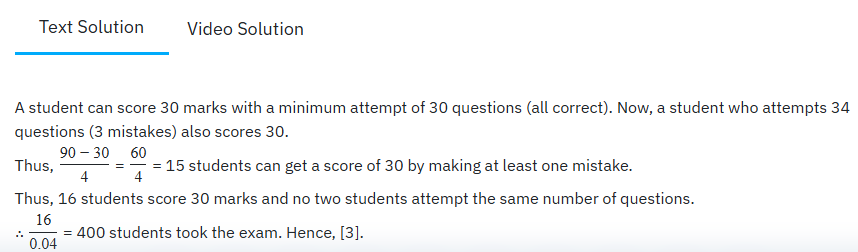 Text Solution Video Solution
A student can score 30 marks with a minimum attempt of 30 questions (all correct). Now, a student who attempts 34
questions (3 mistakes) also scores 30.
Thus, (90 − 30)/4 = 60/4 = 15 students can get a score of 30 by making at least one mistake.
Thus, 16 students score 30 marks and no two students attempt the same number of questions.
∴ 16/0.04 = 400 students took the exam. Hence, [3].